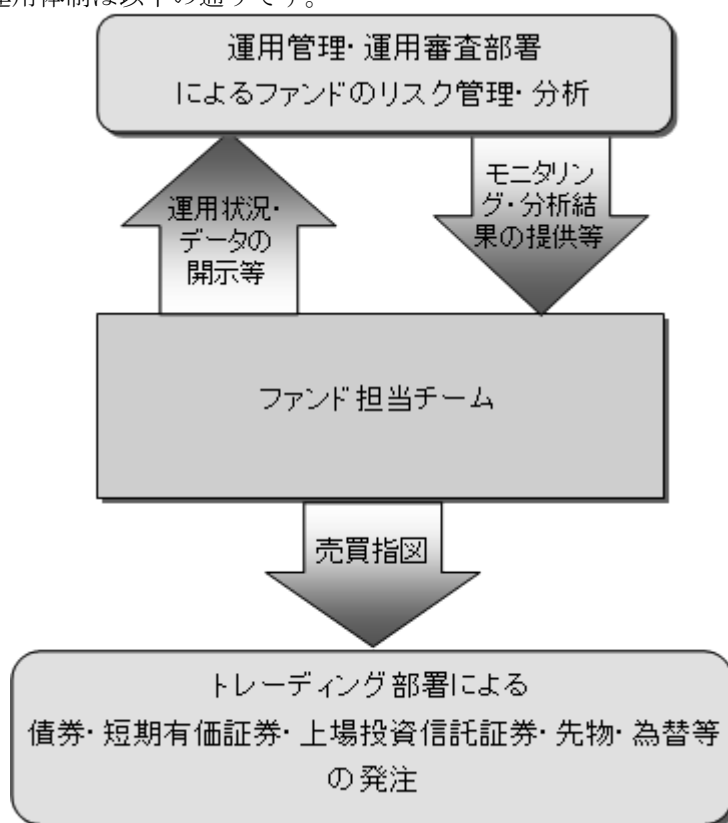 運用体制は以下の通りです。
運用管理・運用審査部署
によるファンドのリスク管理・分析
運用状況・
データの
開示等
モニタリン
グ・分析結
果の提供等
ファンド担当チーム
売買指図
トレーディング部署による
債券・短期有価証券・上場投資信託証券・先物・為替等
の発注